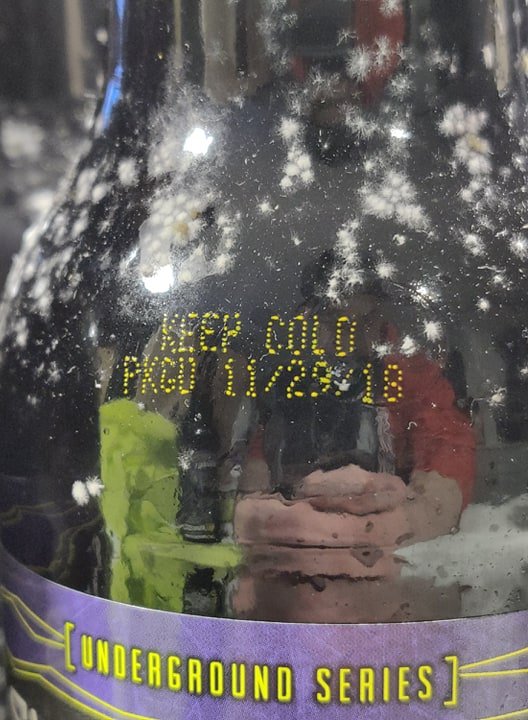 KEEP COLD
PKGD 11/29/18
[UNDERGROUND SERIES]